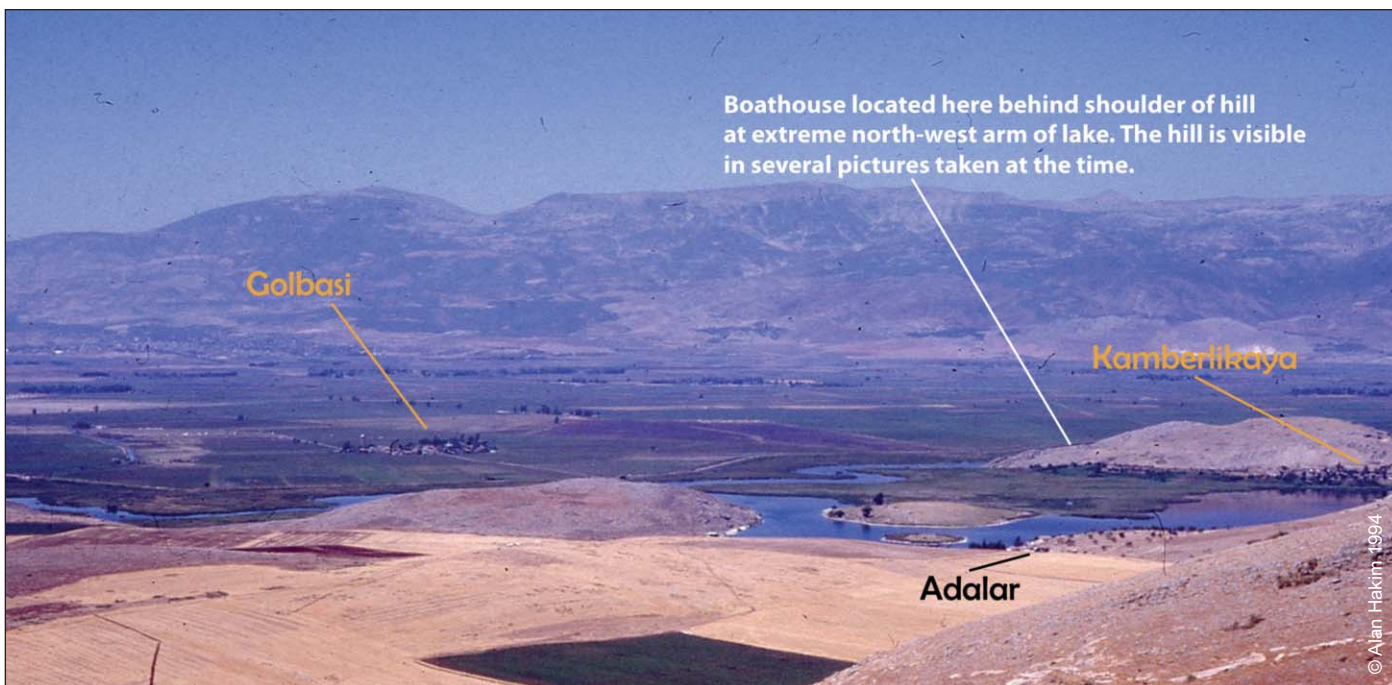 Boathouse located here behind shoulder of hill
at extreme north-west arm of lake. The hill is visible
in several pictures taken at the time.
Golbasi
Kamberlikaya
Adalar
© Alan Hakim 1994